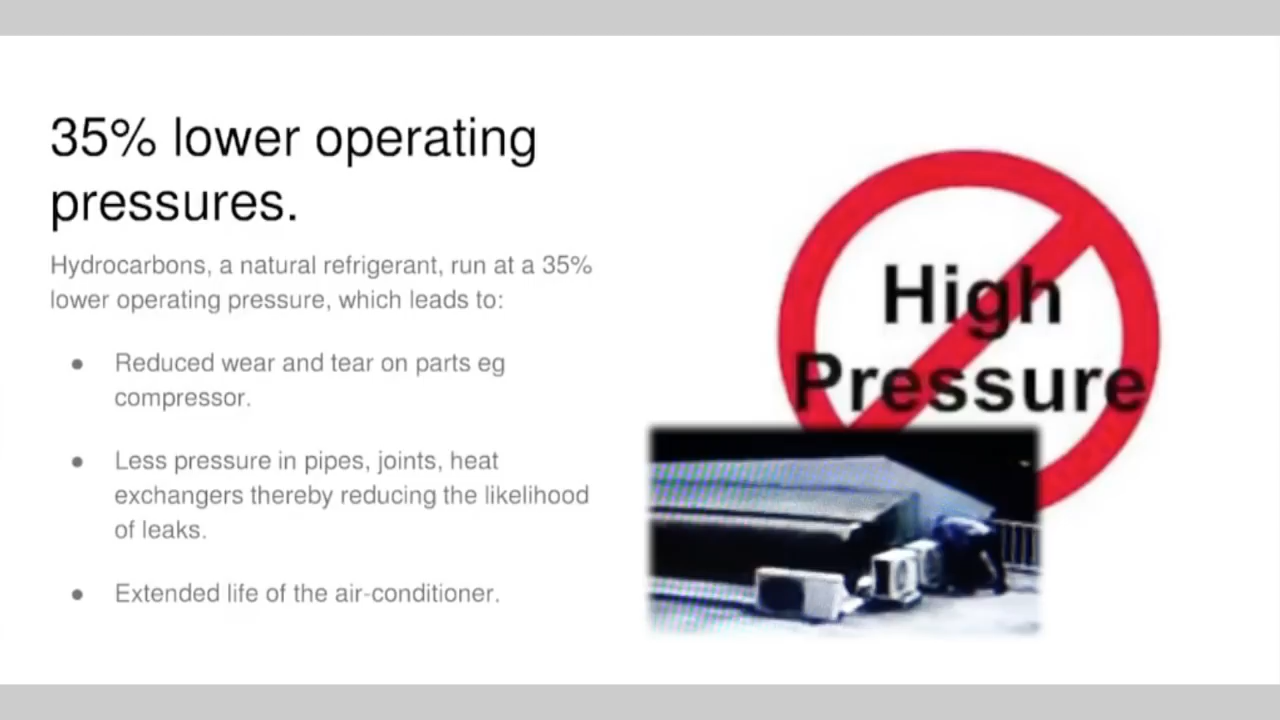 35% lower operating
pressures.
Hydrocarbons, a natural refrigerant, run at a 35%
lower operating pressure, which leads to:
● Reduced wear and tear on parts eg
compressor.
● Less pressure in pipes, joints, heat
exchangers thereby reducing the likelihood
of leaks.
● Extended life of the air-conditioner.
High
Pressure